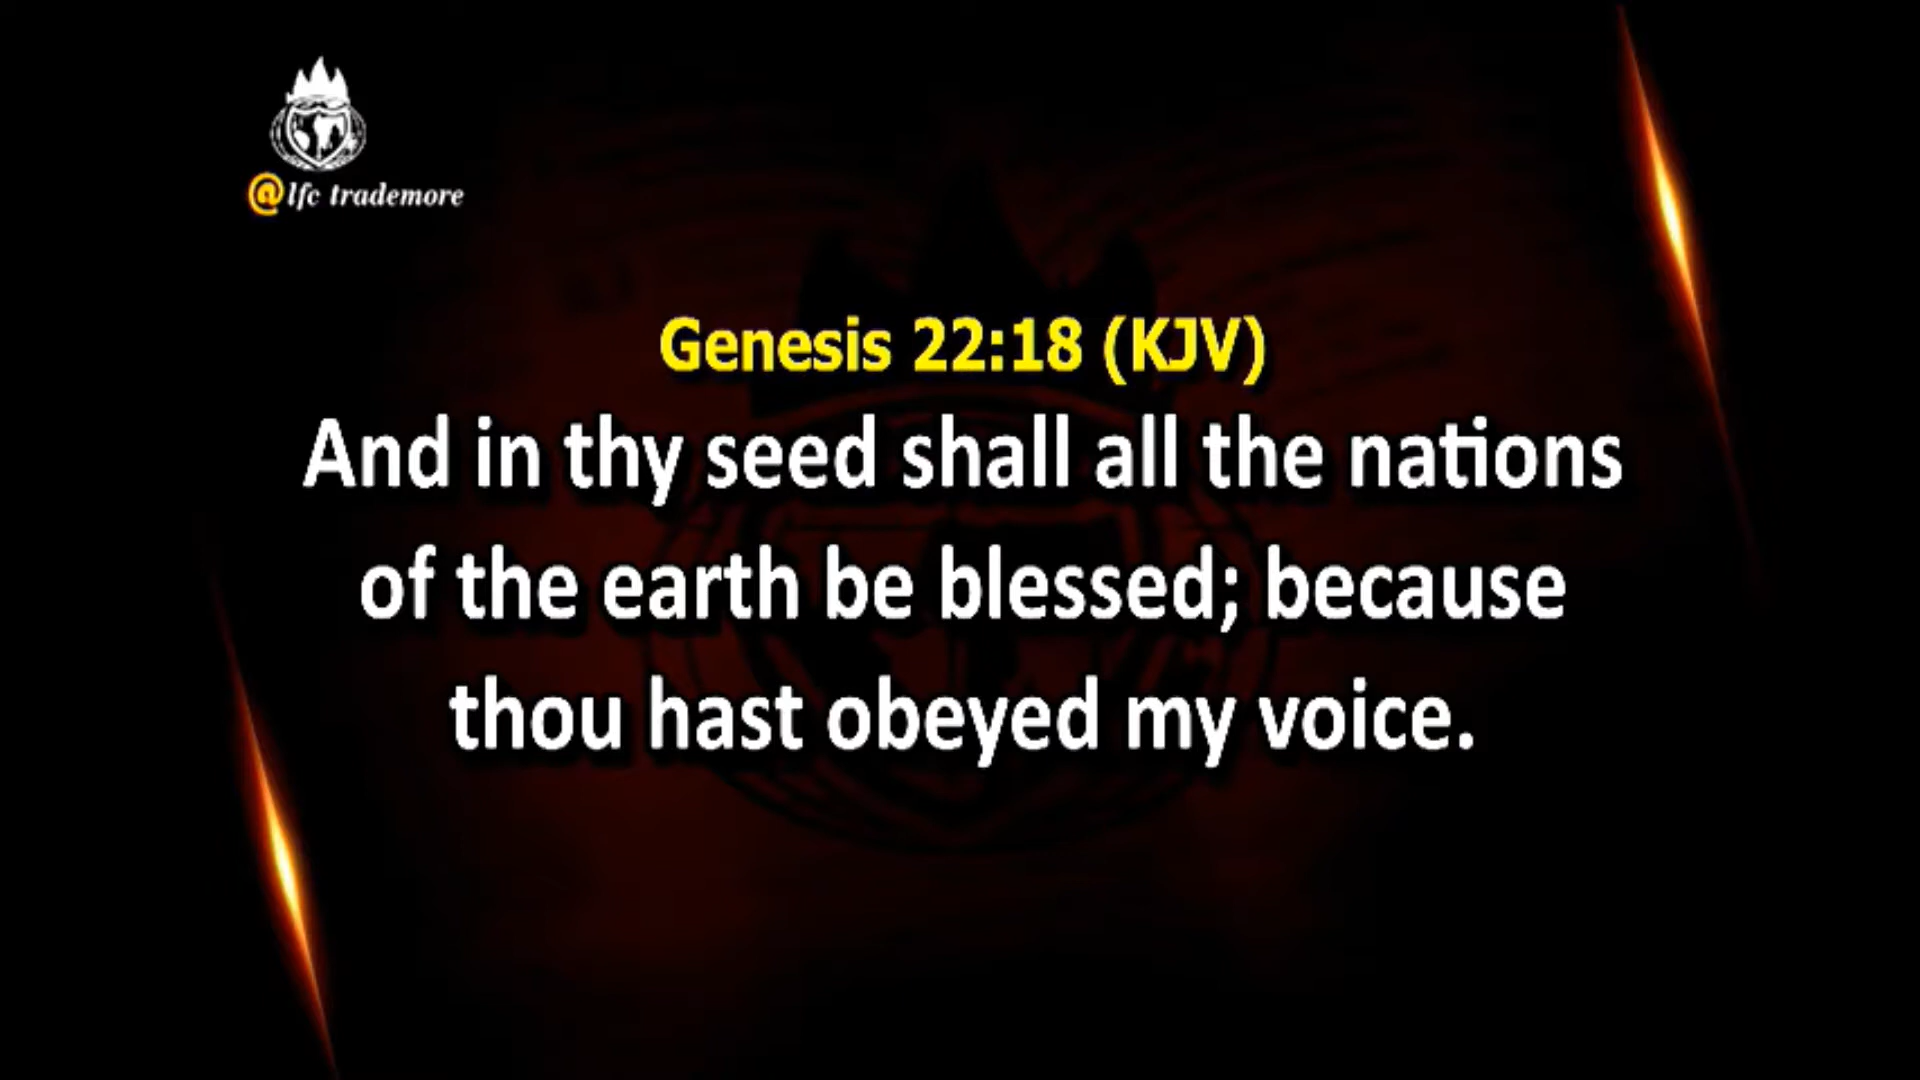 @lfc trademore
Genesis 22:18 (KJV)
And in thy seed shall all the nations
of the earth be blessed; because
thou hast obeyed my voice.